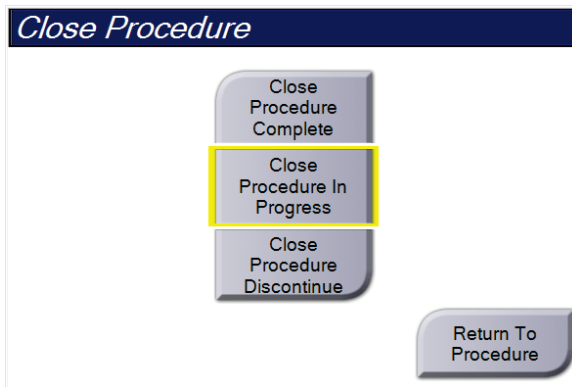 Close Procedure
Close
Procedure
Complete
Close
Procedure In
Progress
Close
Procedure
Discontinue
Return To
Procedure